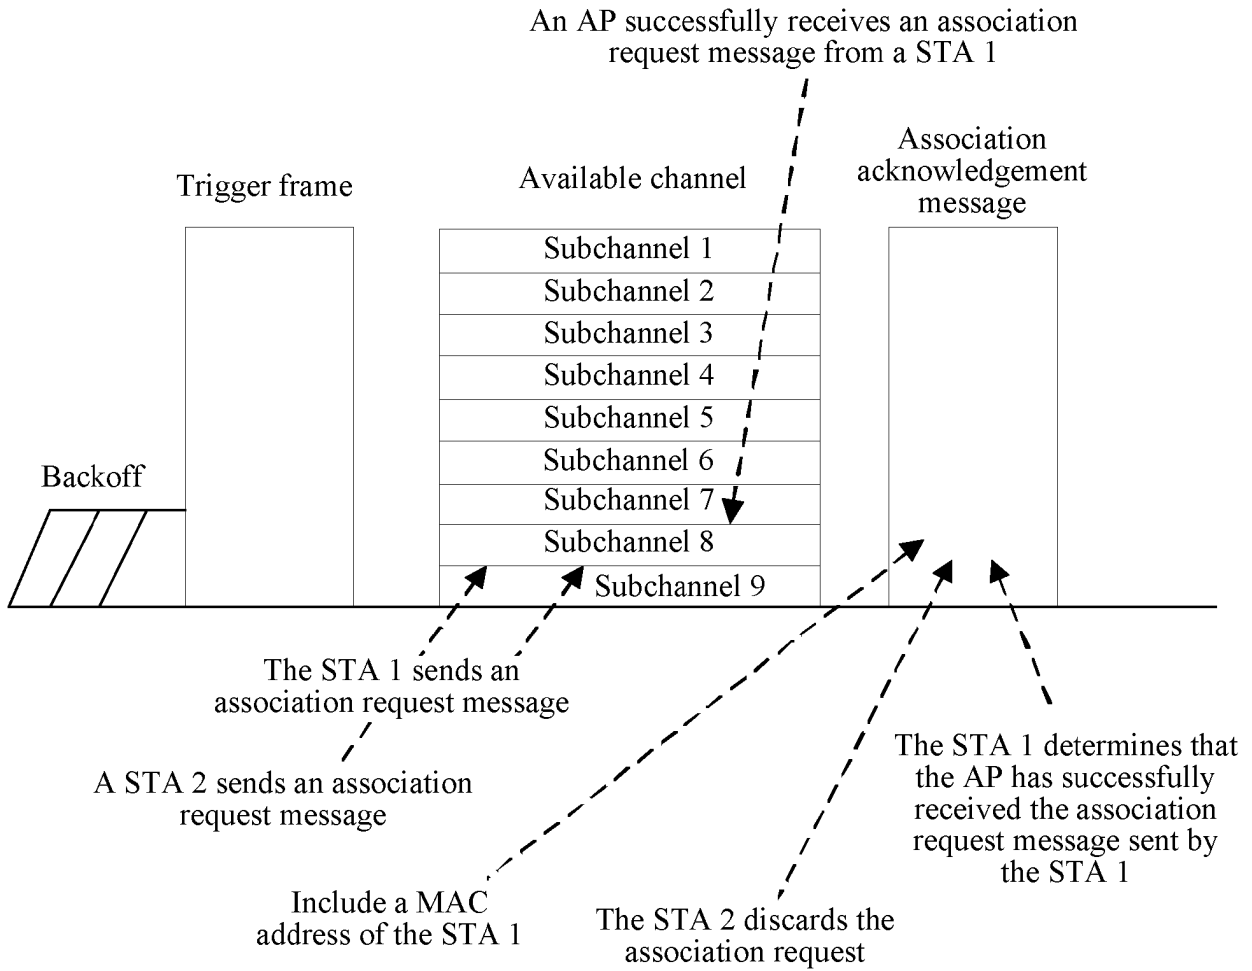 An AP successfully receives an association
request message from a STA 1
Association
acknowledgement
message
Trigger frame
Available channel
Subchannel 1
Subchannel 2
Subchannel 3
Subchannel 4
Subchannel 5
Subchannel 6
Subchannel 7
Subchannel 8
Subchannel 9
Backoff
The STA 1 sends an
association request message
A STA 2 sends an association
request message
Include a MAC
address of the STA 1
The STA 2 discards the
association request
The STA 1 determines that
the AP has successfully
received the association
request message sent by
the STA 1